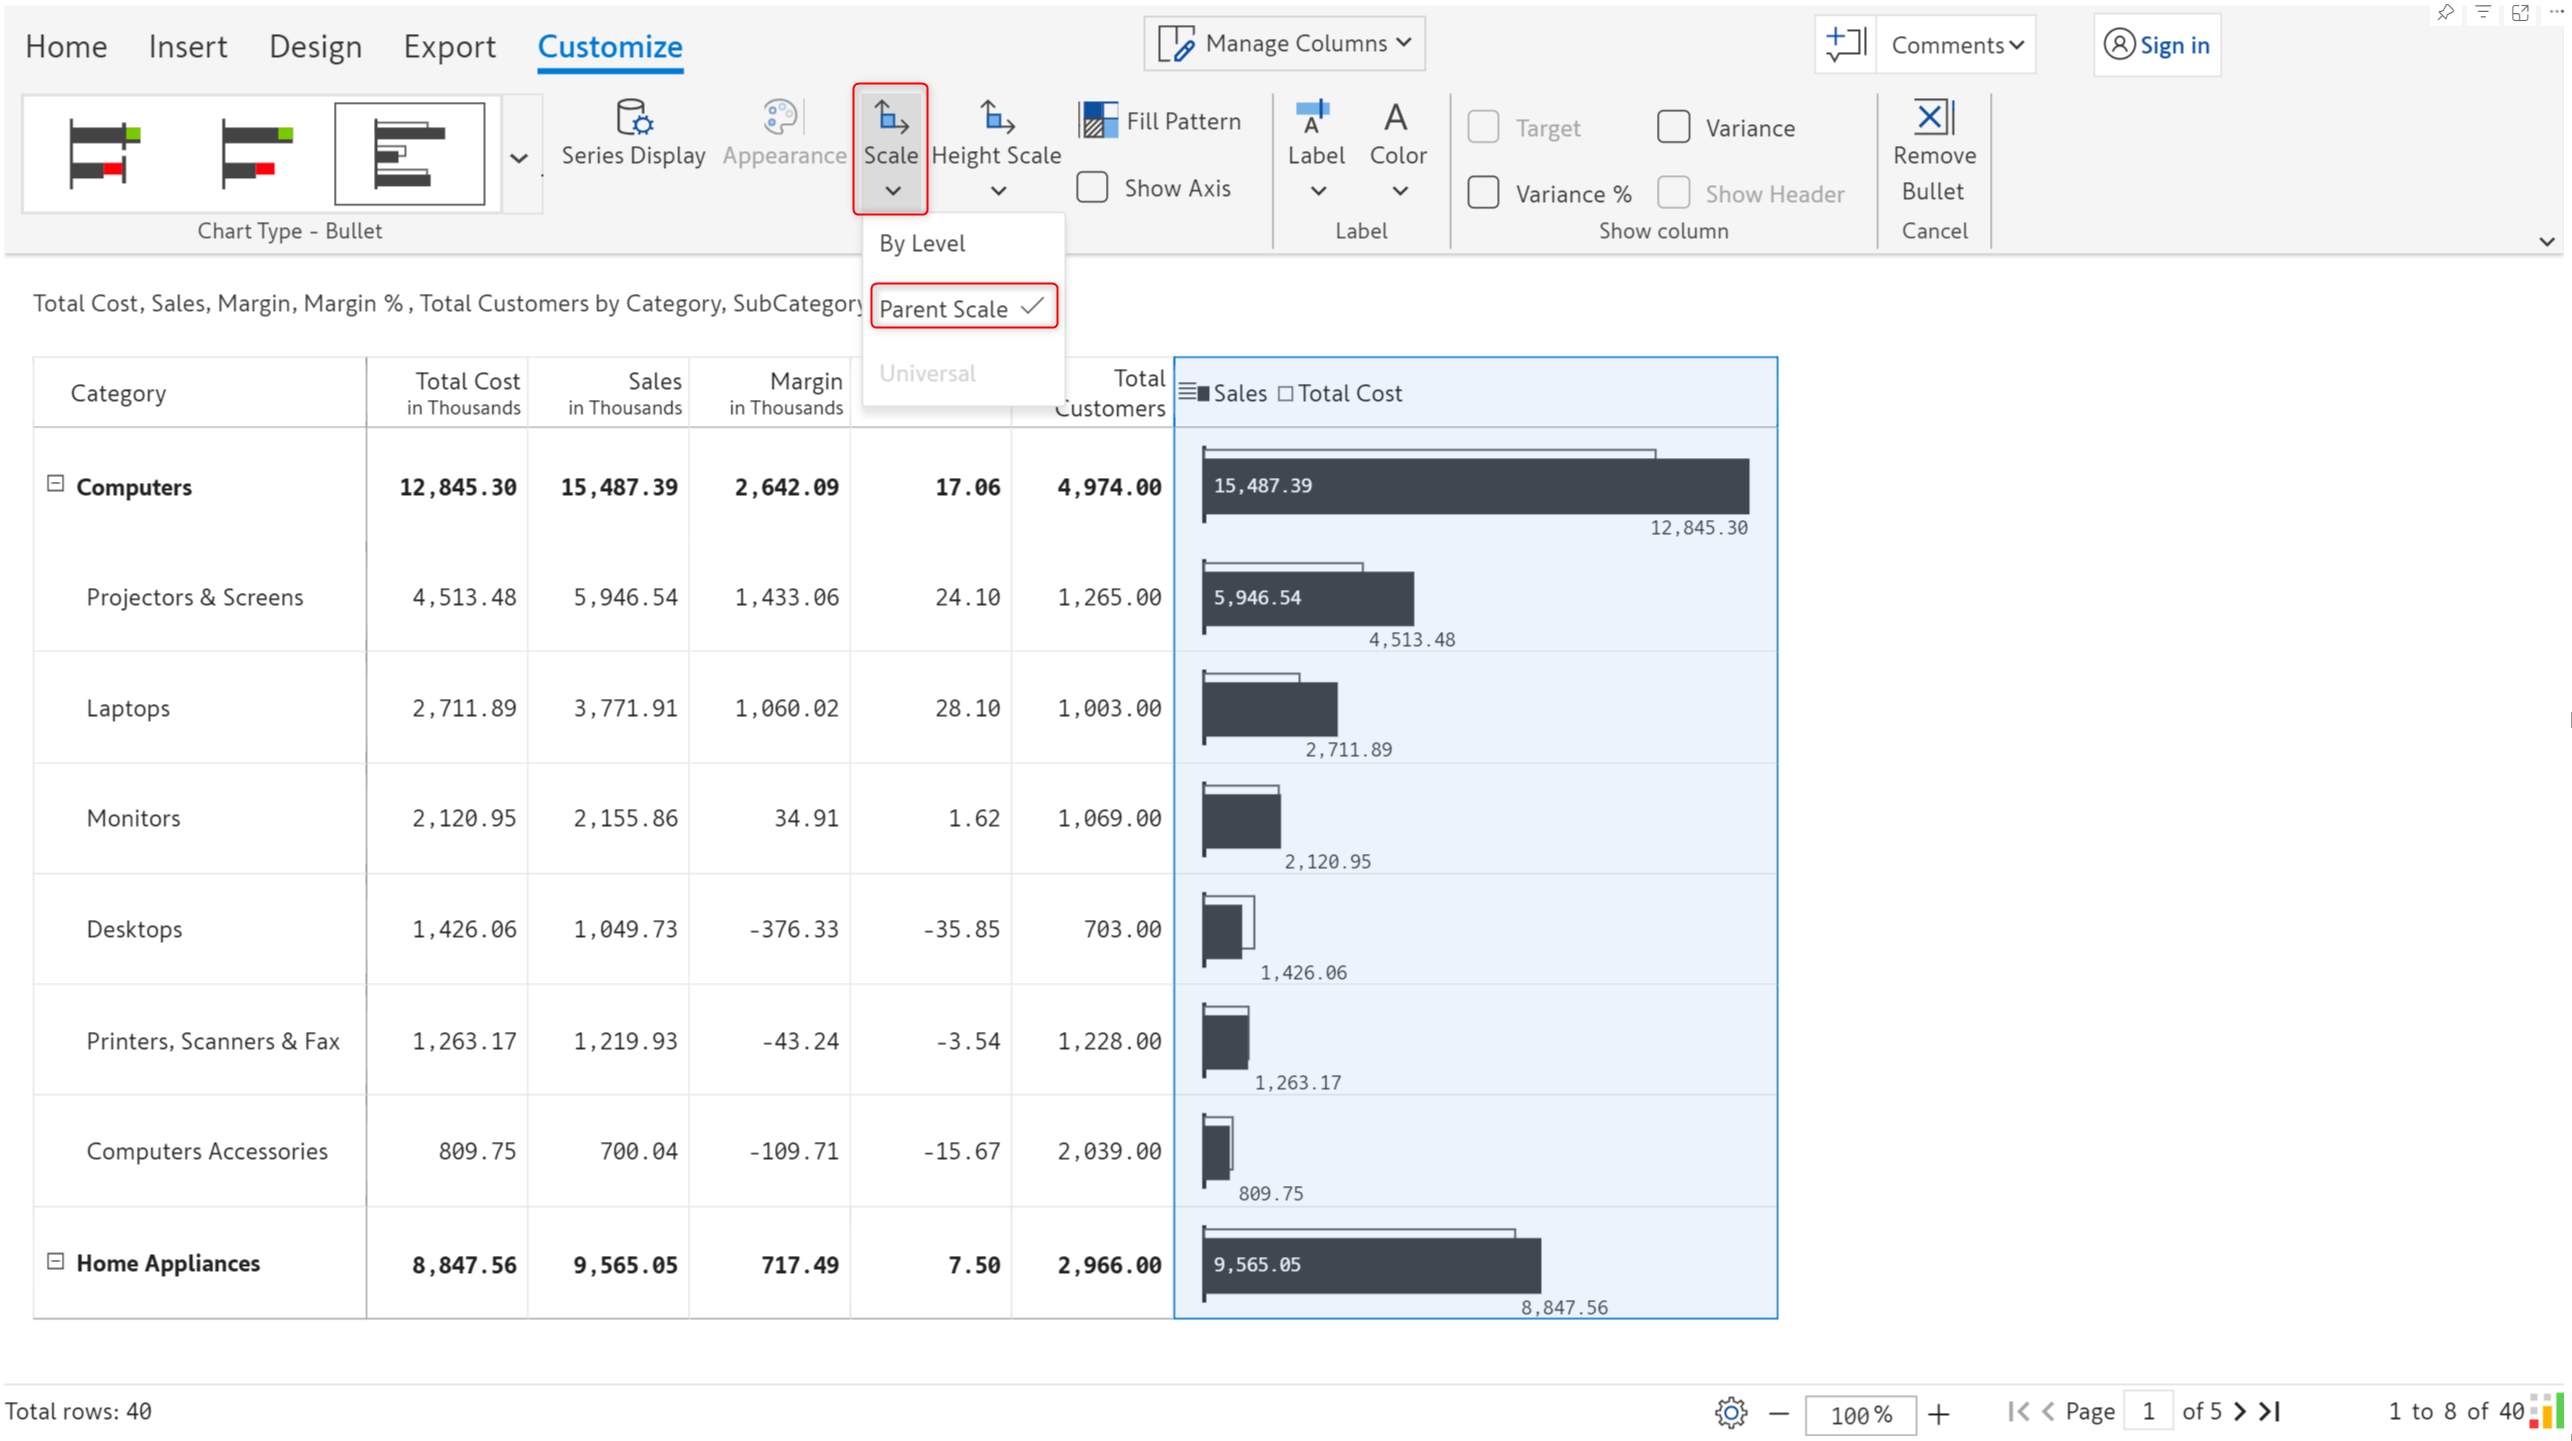 Home Insert Design Export Customize Manage Columns Comments Sign in
Series Display Appearance Scale Height Scale Fill Pattern Show Axis
Label Color
Target Variance
Variance % Show Header
Remove
Bullet
Chart Type - Bullet Label Show column Cancel
By Level
Parent Scale
Universal
Total Cost, Sales, Margin, Margin % , Total Customers by Category, SubCategory
Category Total Cost in Thousands Sales in Thousands Margin in Thousands Total Customers Sales Total Cost
Computers 12,845.30 15,487.39 2,642.09 17.06 4,974.00 15,487.39
12,845.30
Projectors & Screens 4,513.48 5,946.54 1,433.06 24.10 1,265.00 5,946.54
4,513.48
Laptops 2,711.89 3,771.91 1,060.02 28.10 1,003.00
2,711.89
Monitors 2,120.95 2,155.86 34.91 1.62 1,069.00
2,120.95
Desktops 1,426.06 1,049.73 -376.33 -35.85 703.00
1,426.06
Printers, Scanners & Fax 1,263.17 1,219.93 -43.24 -3.54 1,228.00
1,263.17
Computers Accessories 809.75 700.04 -109.71 -15.67 2,039.00
809.75
Home Appliances 8,847.56 9,565.05 717.49 7.50 2,966.00 9,565.05
8,847.56
Total rows: 40 100% Page 1 of 5 1 to 8 of 40